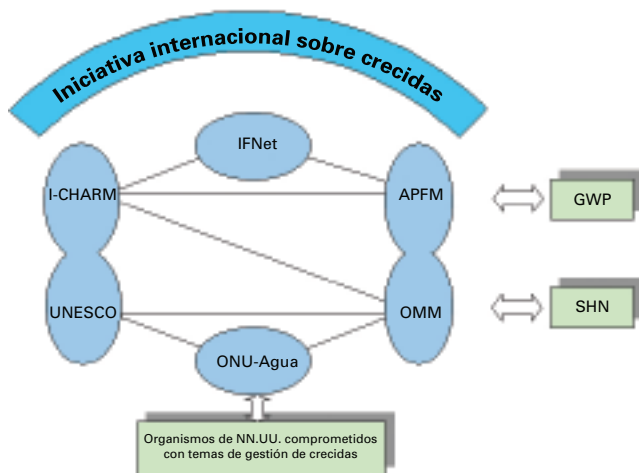 Iniciativa internacional sobre crecidas
IFNet
I-CHARM
APFM
GWP
UNESCO
OMM
SHN
ONU-Agua
Organismos de NN.UU. comprometidos
con temas de gestión de crecidas